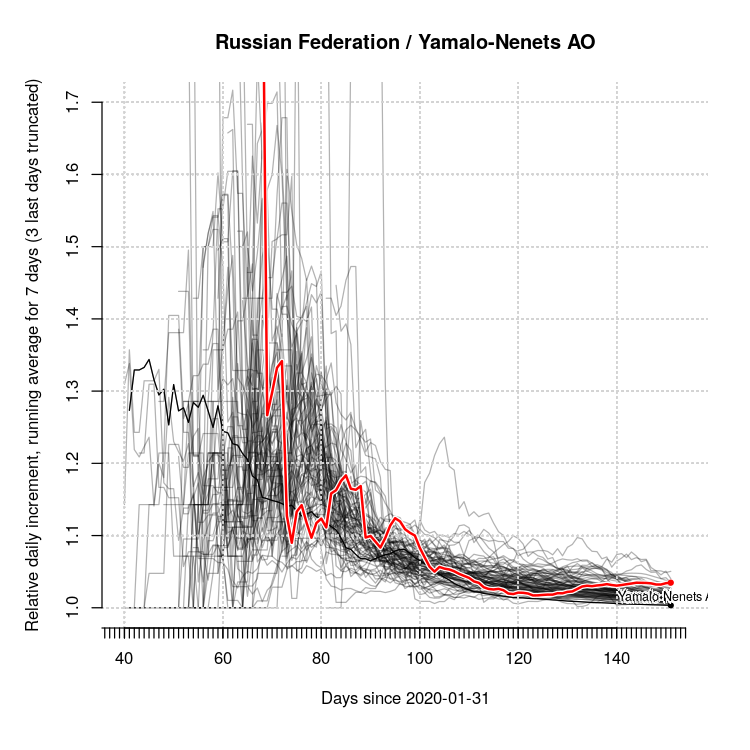 Russian Federation / Yamalo-Nenets AO
Relative daily increment, running average for 7 days (3 last days truncated)
1.7
1.6
1.5
1.4
1.3
1.2
1.1
1.0
Yamalo-Nenets A
40 60 80 100 120 140
Days since 2020-01-31